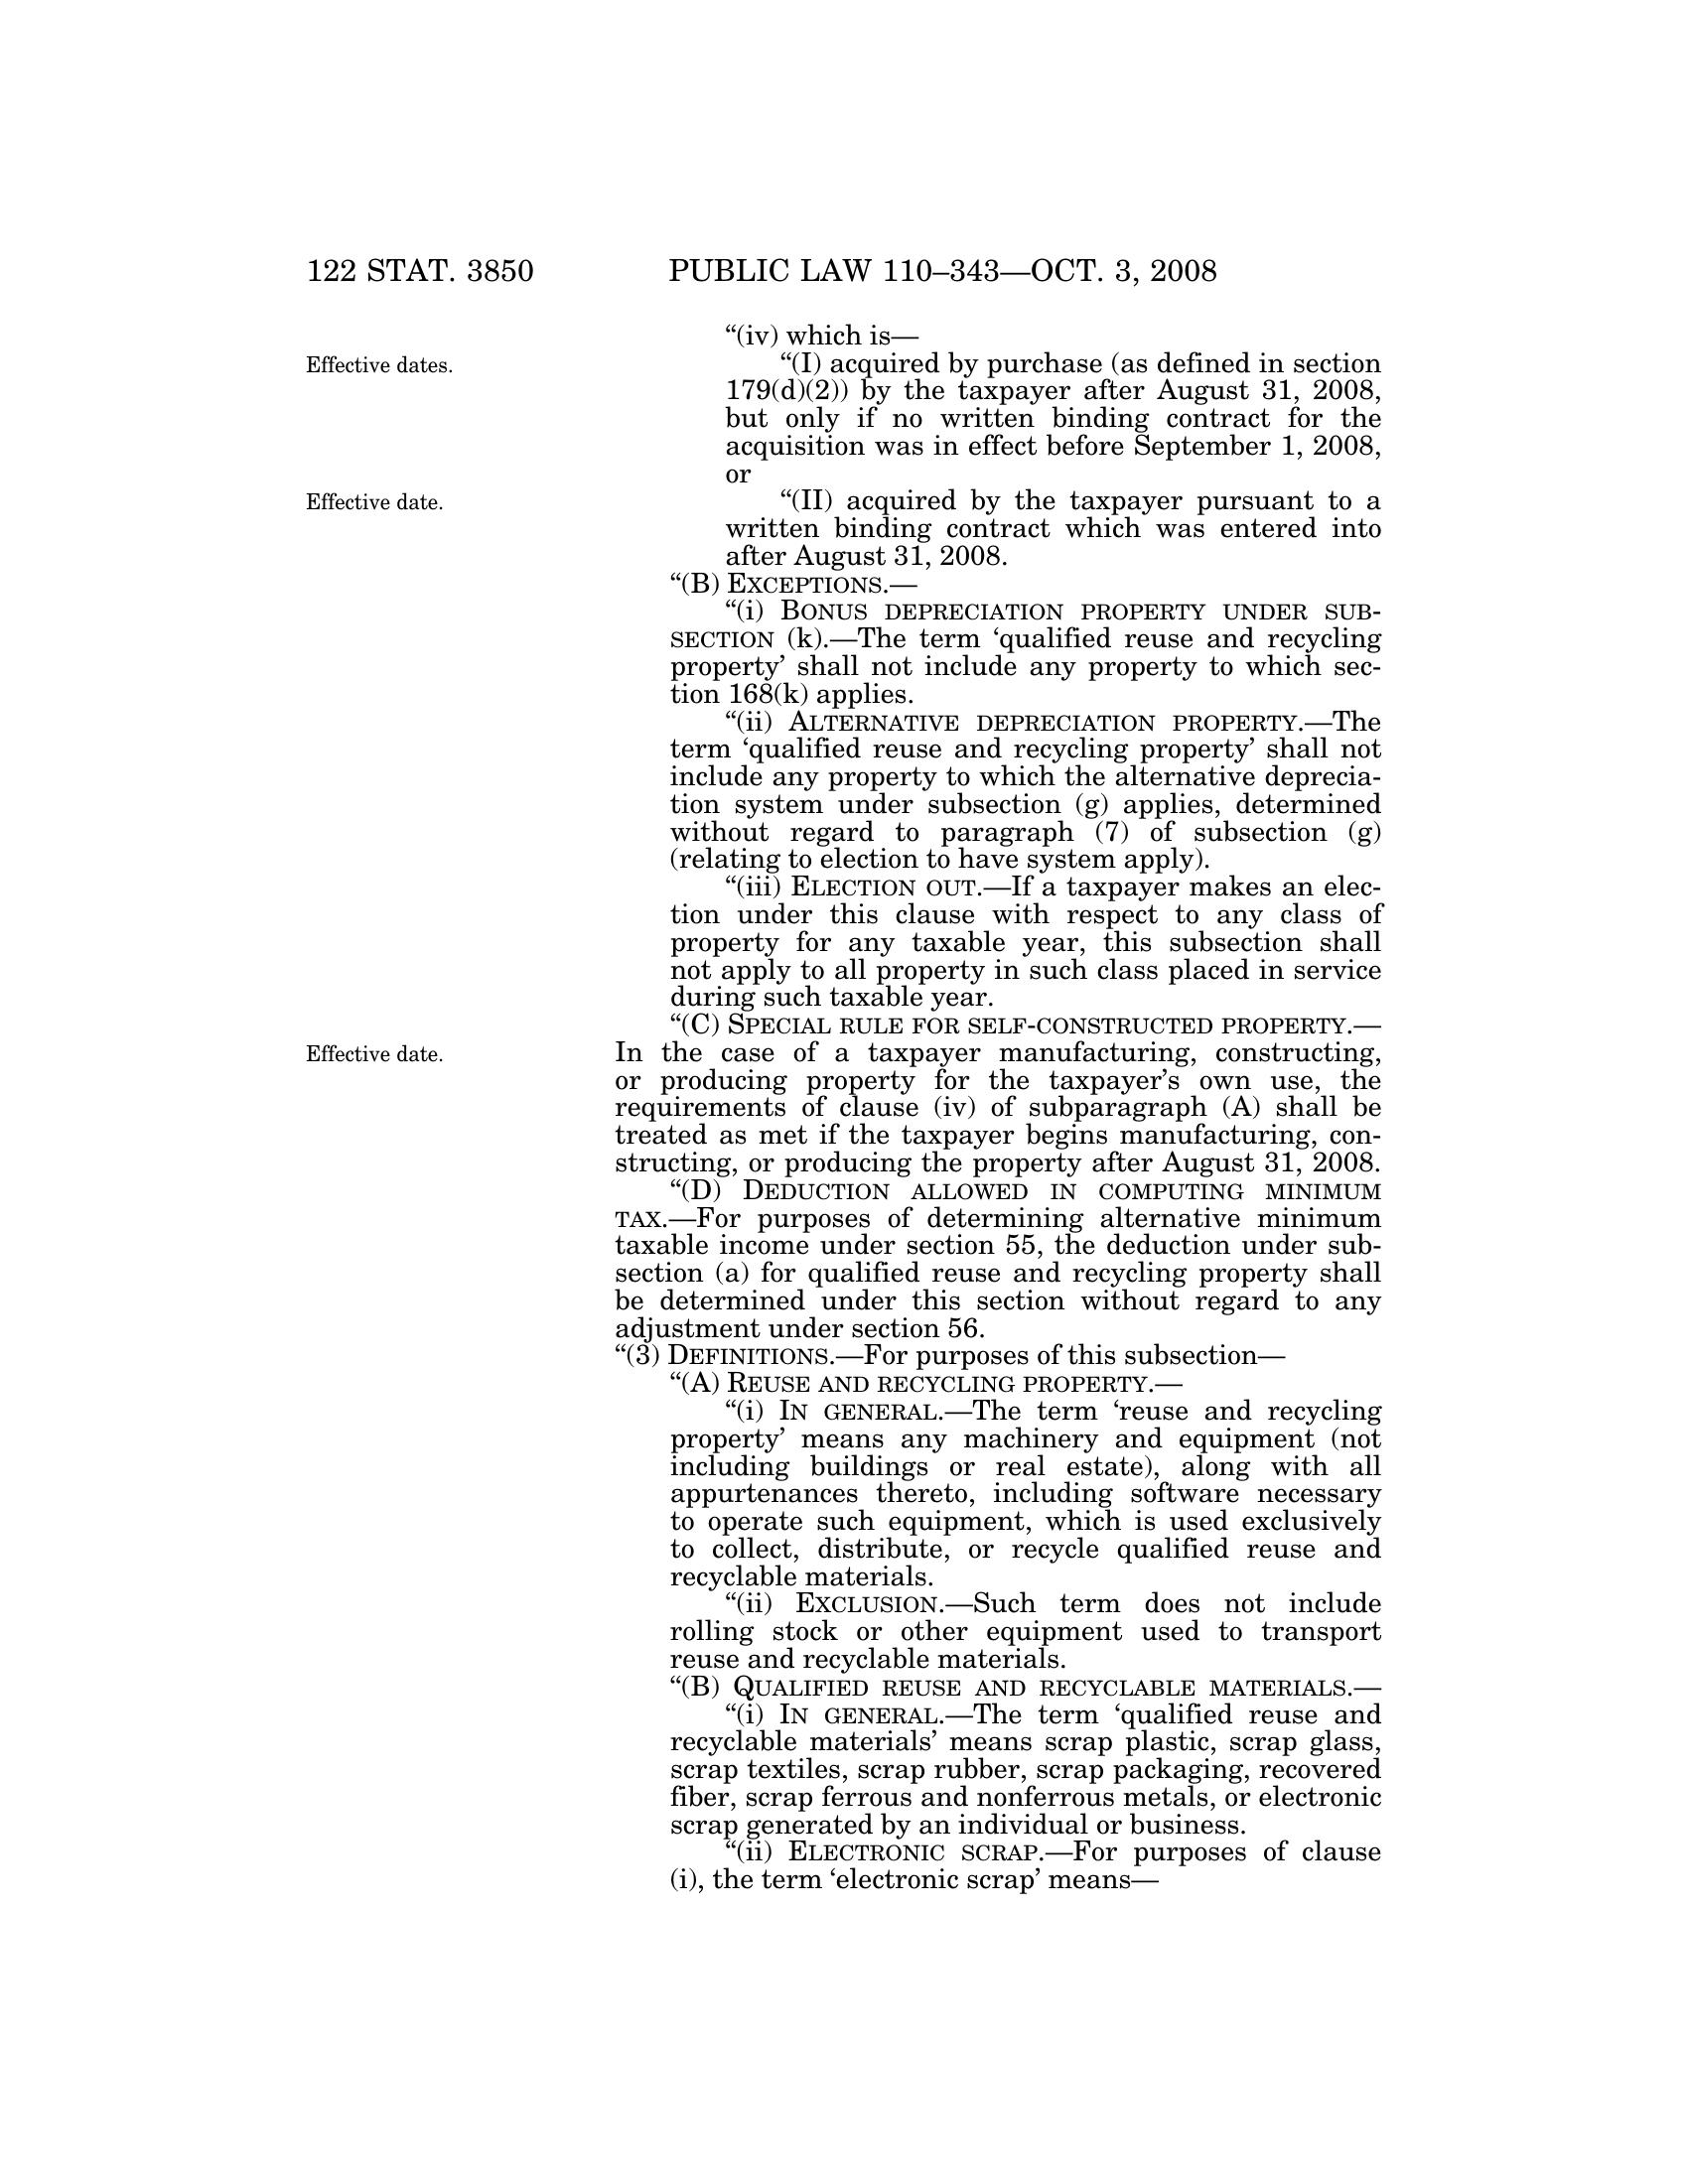 122 STAT. 3850
PUBLIC LAW 110–343—OCT. 3, 2008
“(iv) which is—
Effective dates.
“(I) acquired by purchase (as defined in section
179(d)(2)) by the taxpayer after August 31, 2008,
but only if no written binding contract for the
acquisition was in effect before September 1, 2008,
or
Effective date.
“(II) acquired by the taxpayer pursuant to a
written binding contract which was entered into
after August 31, 2008.
“(B) EXCEPTIONS.—
“(i) BONUS DEPRECIATION PROPERTY UNDER SUB-
SECTION (k).—The term ‘qualified reuse and recycling
property’ shall not include any property to which sec-
tion 168(k) applies.
“(ii) ALTERNATIVE DEPRECIATION PROPERTY.—The
term ‘qualified reuse and recycling property’ shall not
include any property to which the alternative deprecia-
tion system under subsection (g) applies, determined
without regard to paragraph (7) of subsection (g)
(relating to election to have system apply).
“(iii) ELECTION OUT.—If a taxpayer makes an elec-
tion under this clause with respect to any class of
property for any taxable year, this subsection shall
not apply to all property in such class placed in service
during such taxable year.
“(C) SPECIAL RULE FOR SELF-CONSTRUCTED PROPERTY.—
Effective date.
In the case of a taxpayer manufacturing, constructing,
or producing property for the taxpayer’s own use, the
requirements of clause (iv) of subparagraph (A) shall be
treated as met if the taxpayer begins manufacturing, con-
structing, or producing the property after August 31, 2008.
“(D) DEDUCTION ALLOWED IN COMPUTING MINIMUM
TAX.—For purposes of determining alternative minimum
taxable income under section 55, the deduction under sub-
section (a) for qualified reuse and recycling property shall
be determined under this section without regard to any
adjustment under section 56.
“(3) DEFINITIONS.—For purposes of this subsection—
“(A) REUSE AND RECYCLING PROPERTY.—
“(i) IN GENERAL.—The term ‘reuse and recycling
property’ means any machinery and equipment (not
including buildings or real estate), along with all
appurtenances thereto, including software necessary
to operate such equipment, which is used exclusively
to collect, distribute, or recycle qualified reuse and
recyclable materials.
“(ii) EXCLUSION.—Such term does not include
rolling stock or other equipment used to transport
reuse and recyclable materials.
“(B) QUALIFIED REUSE AND RECYCLABLE MATERIALS.—
“(i) IN GENERAL.—The term ‘qualified reuse and
recyclable materials’ means scrap plastic, scrap glass,
scrap textiles, scrap rubber, scrap packaging, recovered
fiber, scrap ferrous and nonferrous metals, or electronic
scrap generated by an individual or business.
“(ii) ELECTRONIC SCRAP.—For purposes of clause
(i), the term ‘electronic scrap’ means—